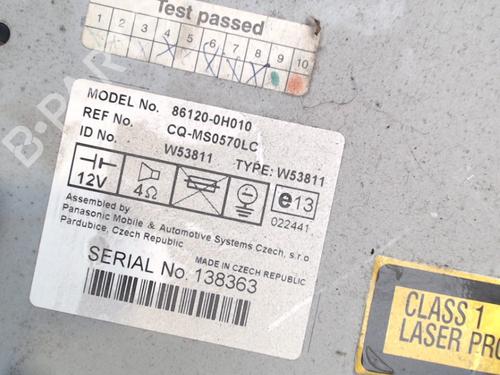 Test passed
1 2 3 4 5 6 7 8 9 10
MODEL No. 86120-0H010
REF No. CQ-MS0570LC
ID No. W53811 TYPE: W53811
12V 4Ω e13
022441
Assembled by
Panasonic Mobile & Automotive Systems Czech, s.r.o
Pardubice, Czech Republic
MADE IN CZECH REPUBLIC
SERIAL No. 138363
CLASS 1
LASER PRO
B-PARTS